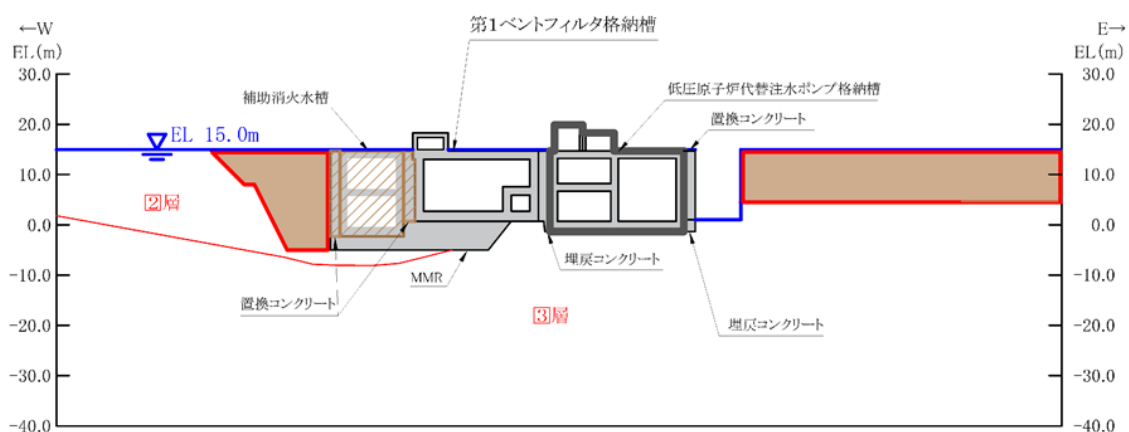 ←W
EL(m)
E→
EL(m)
第1ベントフィルタ格納槽
補助消火水槽
低圧原子炉代替注水ポンプ格納槽
置換コンクリート
EL 15.0m
30.0
20.0
10.0
0.0
-10.0
-20.0
-30.0
-40.0
30.0
20.0
10.0
0.0
-10.0
-20.0
-30.0
-40.0
2層
埋戻コンクリート
MMR
置換コンクリート
3層
埋戻コンクリート